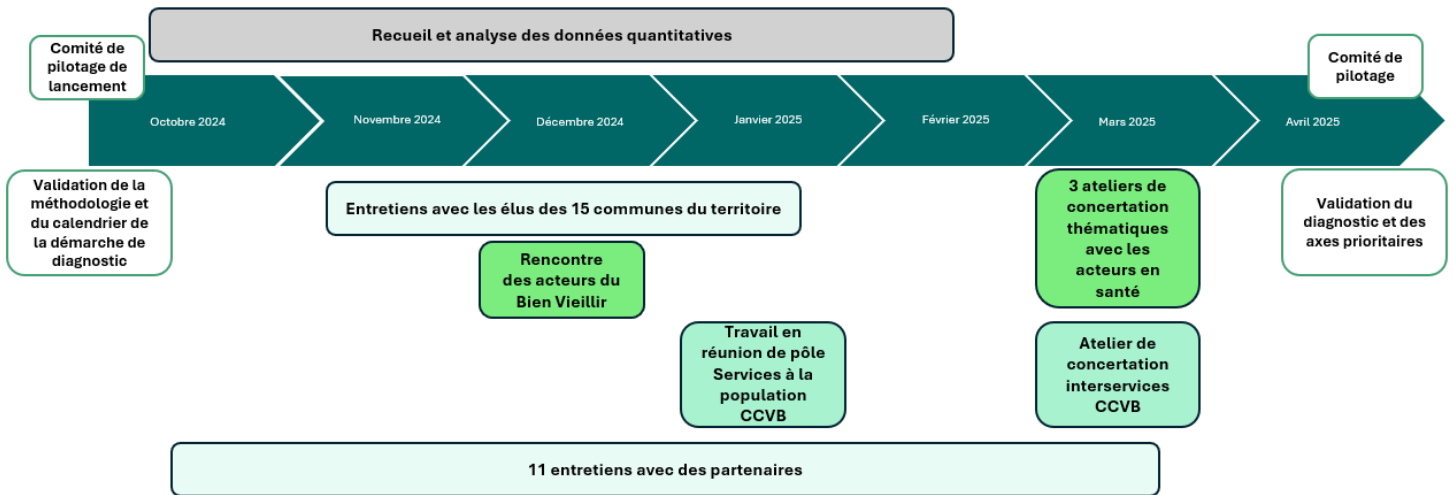 Recueil et analyse des données quantitatives
Comité de
pilotage de
lancement
Comité de
pilotage
Octobre 2024
Novembre 2024
Décembre 2024
Janvier 2025
Février 2025
Mars 2025
Avril 2025
Validation de la
méthodologie et
du calendrier de
la démarche de
diagnostic
Entretiens avec les élus des 15 communes du territoire
3 ateliers de
concertation
thématiques
avec les
acteurs en
santé
Validation du
diagnostic et des
axes prioritaires
Rencontre
des acteurs du
Bien Vieillir
Travail en
réunion de pôle
Services à la
population
CCVB
Atelier de
concertation
interservices
CCVB
11 entretiens avec des partenaires